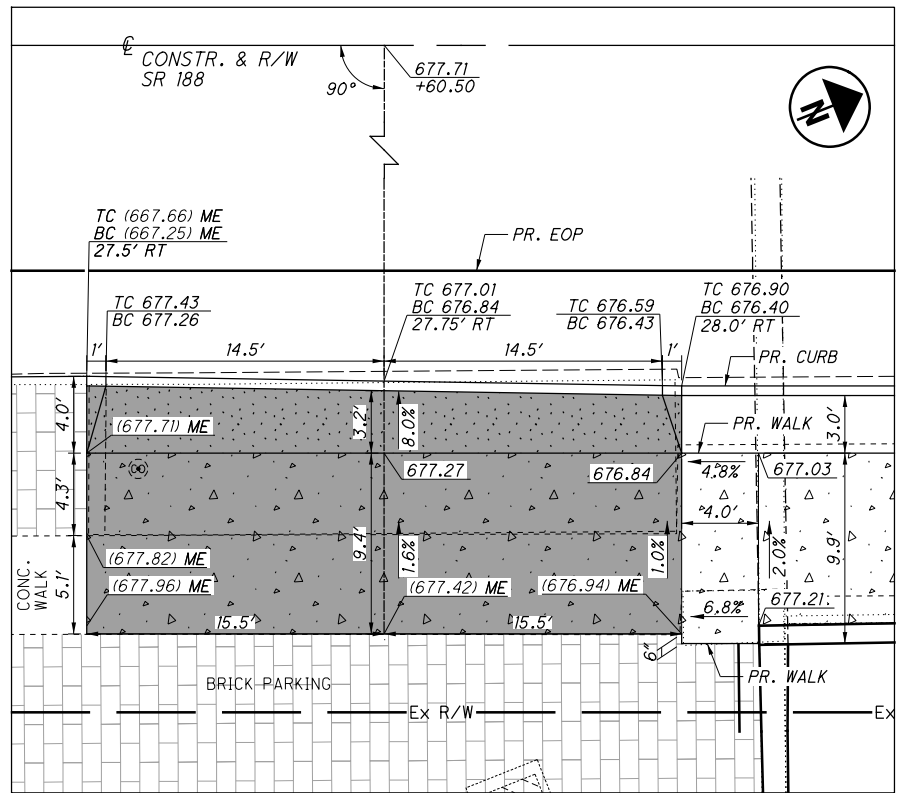 ℄ CONSTR. & R/W
SR 188
90°
677.71
+60.50
N
TC (667.66) ME
BC (667.25) ME
27.5' RT
PR. EOP
TC 677.43
BC 677.26
TC 677.01
BC 676.84
27.75' RT
TC 676.59
BC 676.43
TC 676.90
BC 676.40
28.0' RT
1'
14.5'
14.5'
1'
PR. CURB
4.0'
(677.71) ME
3.2'
8.0%
PR. WALK
3.0'
677.27
676.84
4.8%
677.03
4.3'
4.0'
9.4'
1.6%
1.0%
2.0%
9.9'
CONC.
WALK
5.1'
(677.82) ME
(677.96) ME
(677.42) ME
(676.94) ME
6.8%
677.21
15.5'
15.5'
6"
PR. WALK
BRICK PARKING
Ex R/W
Ex